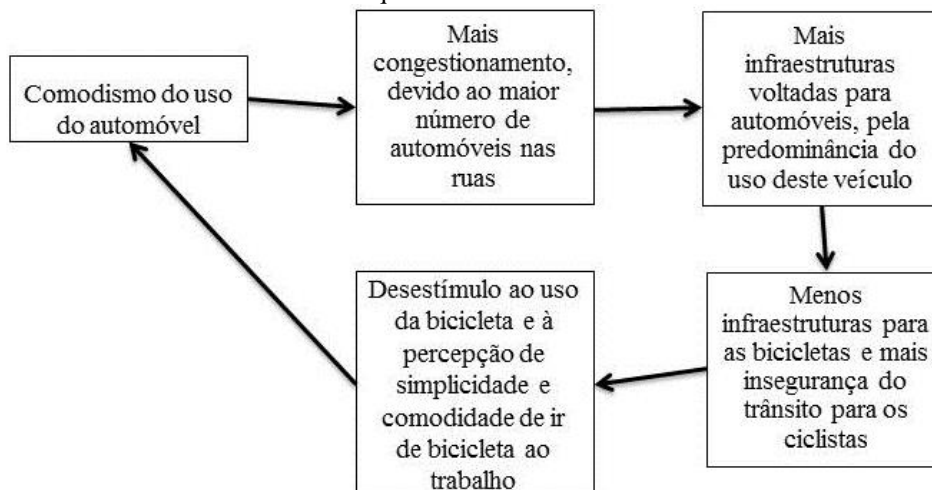 Comodismo do uso
do automóvel
Mais
congestionamento,
devido ao maior
número de
automóveis nas
ruas
Mais
infraestruturas
voltadas para
automóveis, pela
predominância do
uso deste veículo
Menos
infraestruturas para
as bicicletas e mais
insegurança do
trânsito para os
ciclistas
Desestímulo ao uso
da bicicleta e à
percepção de
simplicidade e
comodidade de ir
de bicicleta ao
trabalho